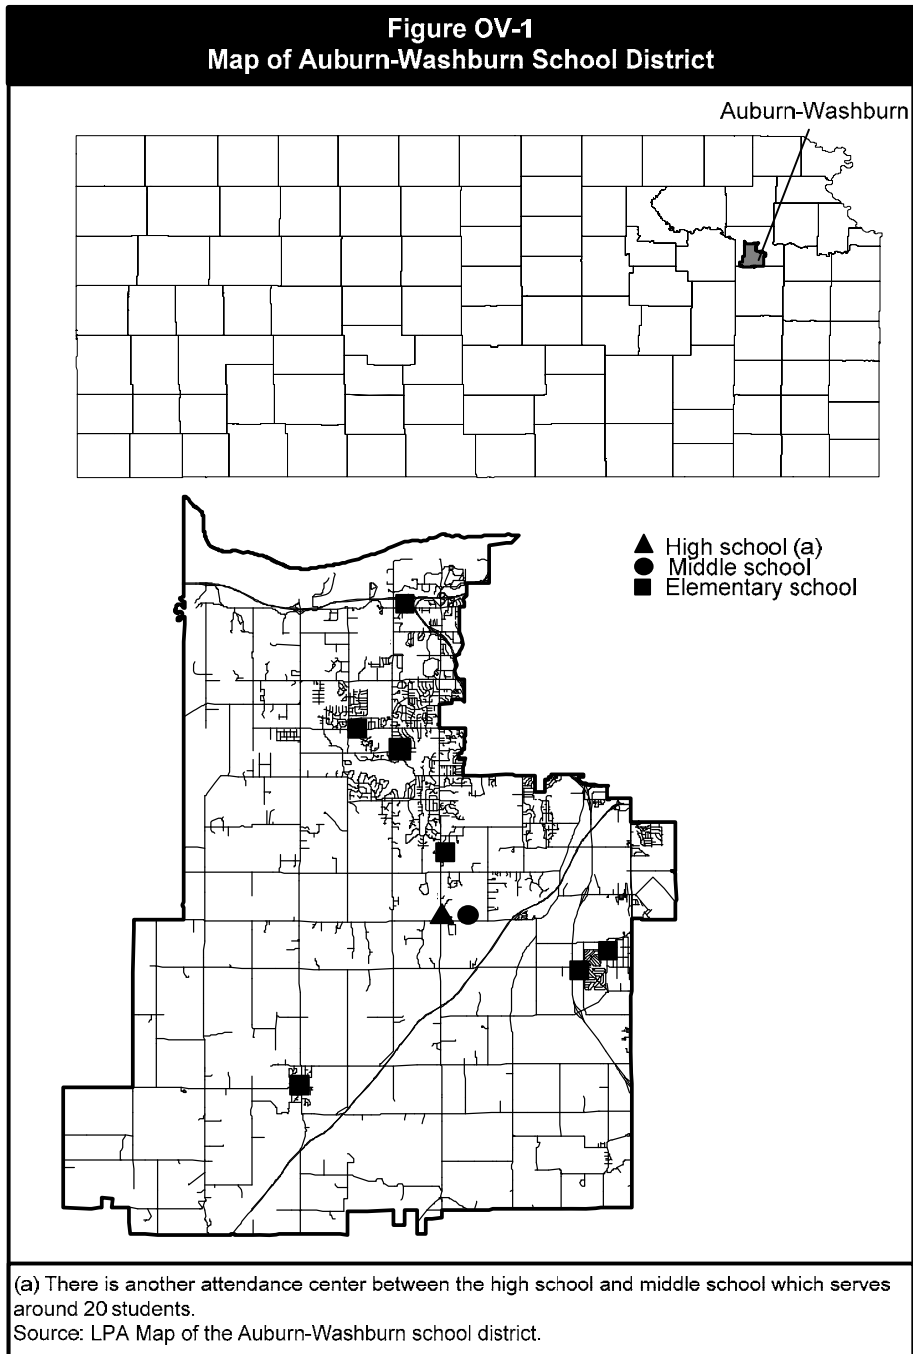 Figure OV-1
Map of Auburn-Washburn School District
Auburn-Washburn
High school (a)
Middle school
Elementary school
(a) There is another attendance center between the high school and middle school which serves
around 20 students.
Source: LPA Map of the Auburn-Washburn school district.